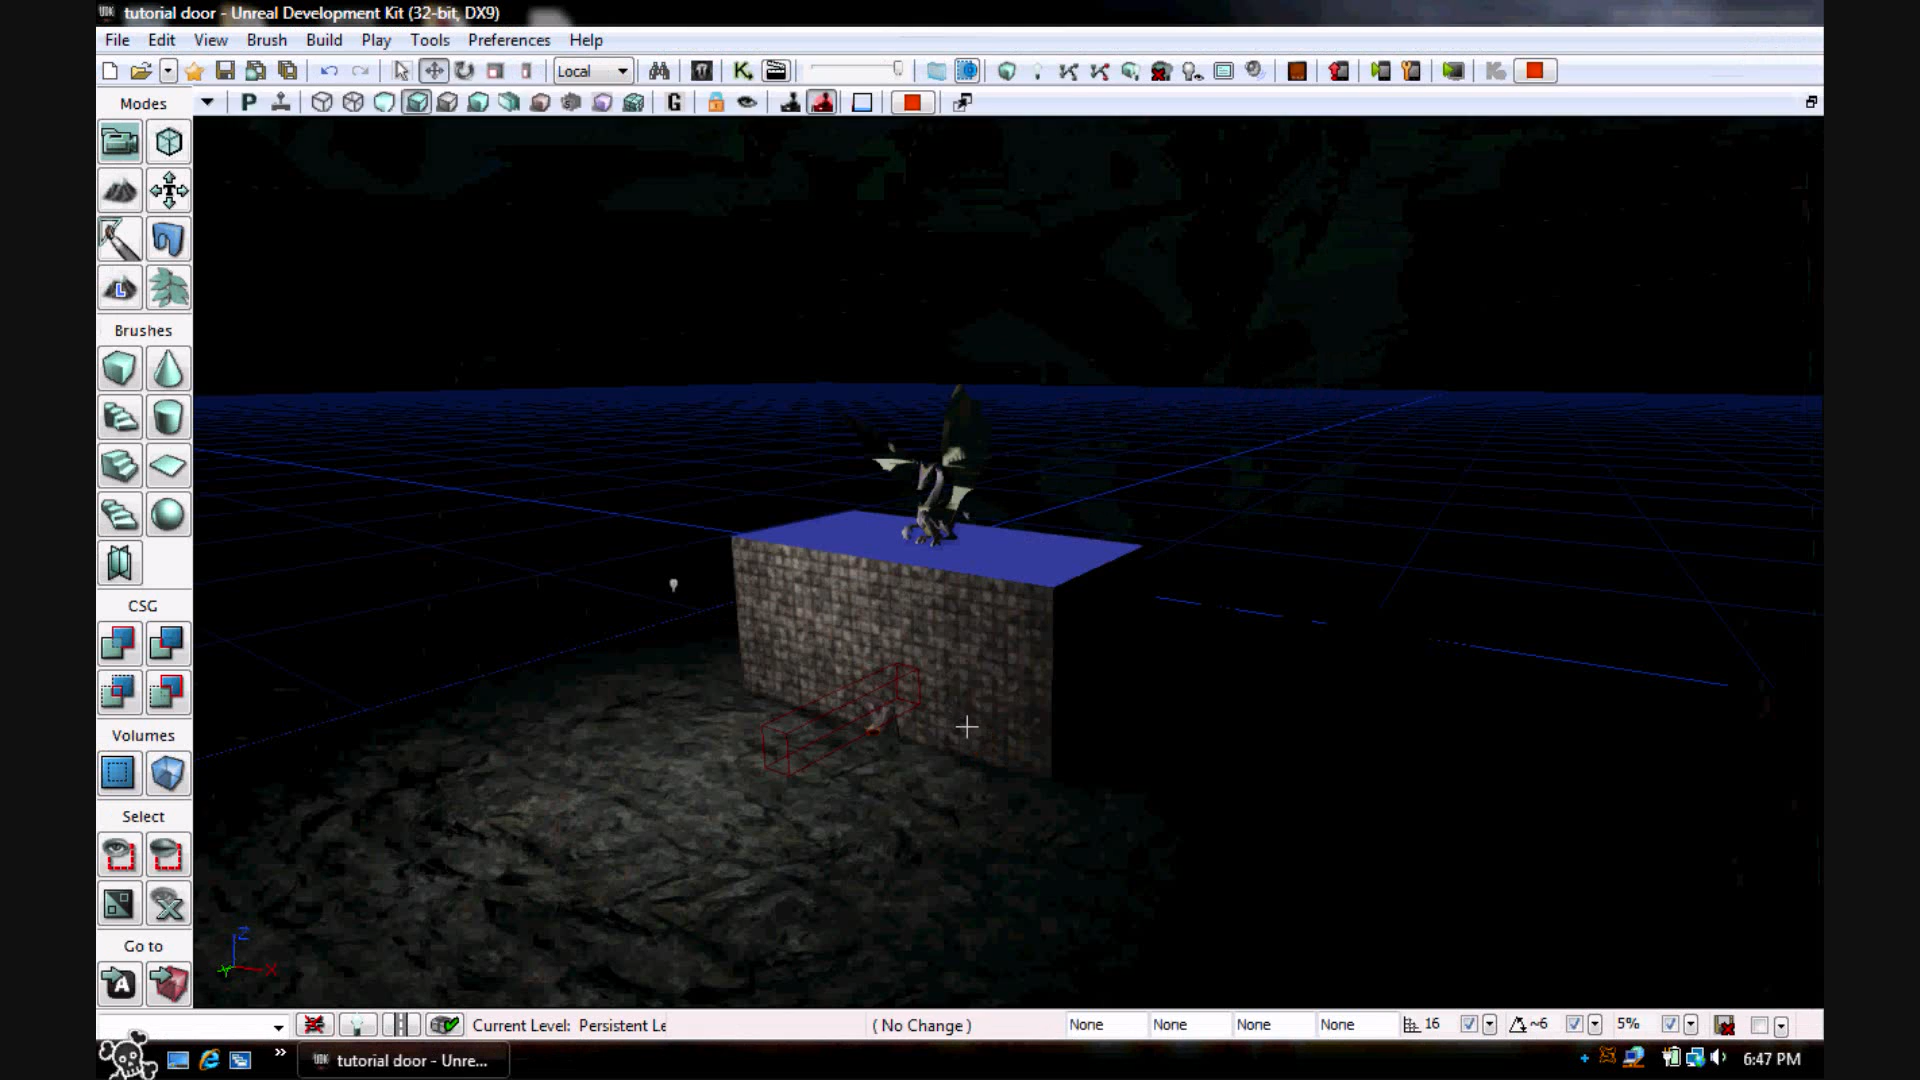 tutorial door - Unreal Development Kit (32-bit, DX9)
File Edit View Brush Build Play Tools Preferences Help
Local
Modes
P G
Brushes
CSG
Volumes
Select
Go to
A
Z
Y X
Current Level: Persistent Le
( No Change )
None None None None
16 ~6 5%
» tutorial door - Unre...
6:47 PM